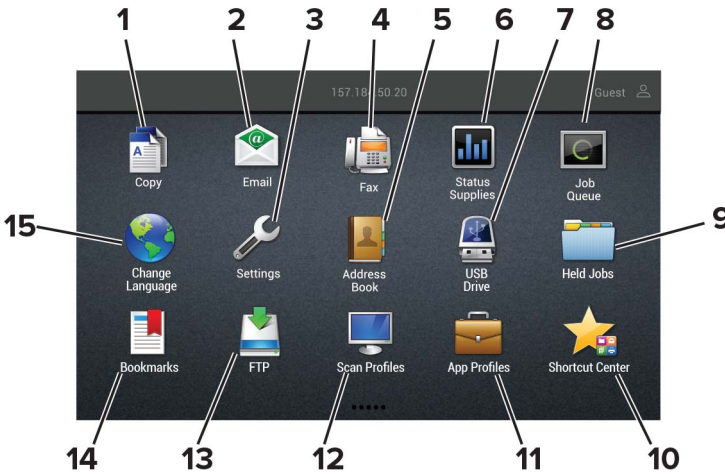 1 2 3 4 5 6 7 8
157.184.50.20 Guest
Copy Email Fax Status Supplies Job Queue
15 9
Change Language Settings Address Book USB Drive Held Jobs
Bookmarks FTP Scan Profiles App Profiles Shortcut Center
14 13 12 11 10